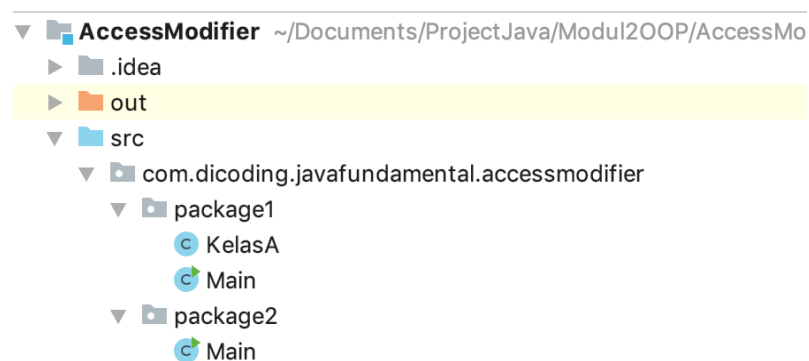 AccessModifier ~/Documents/ProjectJava/Modul2OOP/AccessMo
.idea
out
src
com.dicoding.javafundamental.accessmodifier
package1
C KelasA
C Main
package2
C Main